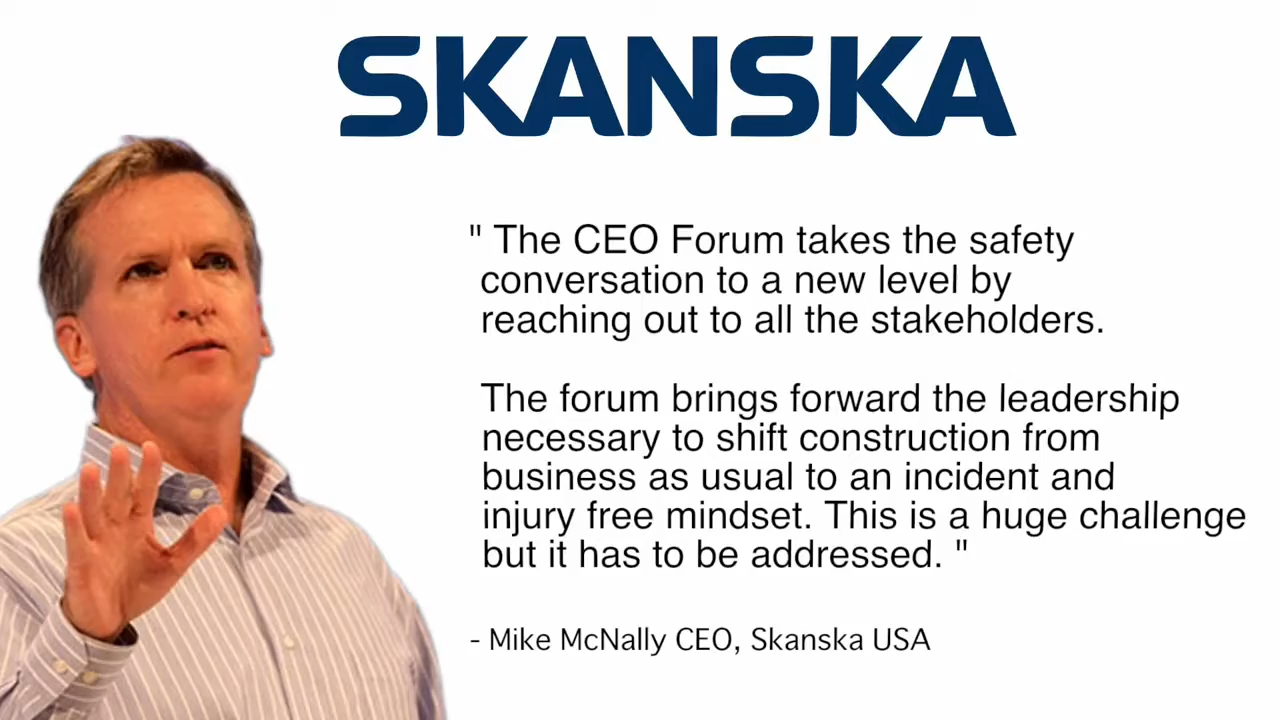 SKANSKA
" The CEO Forum takes the safety
conversation to a new level by
reaching out to all the stakeholders.
The forum brings forward the leadership
necessary to shift construction from
business as usual to an incident and
injury free mindset. This is a huge challenge
but it has to be addressed. "
- Mike McNally CEO, Skanska USA